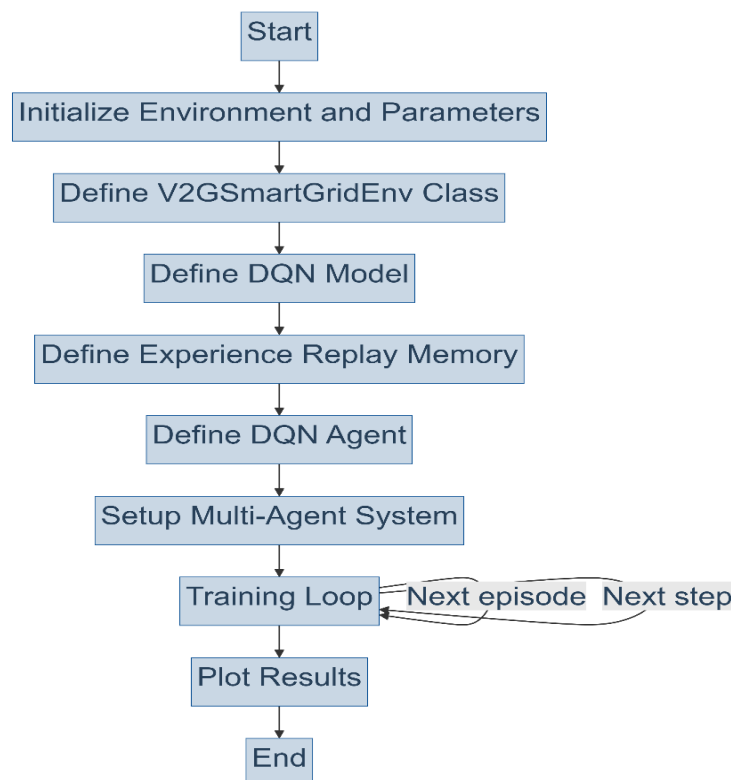 Start
Initialize Environment and Parameters
Define V2GSmartGridEnv Class
Define DQN Model
Define Experience Replay Memory
Define DQN Agent
Setup Multi-Agent System
Training Loop
Next episode
Next step
Plot Results
End